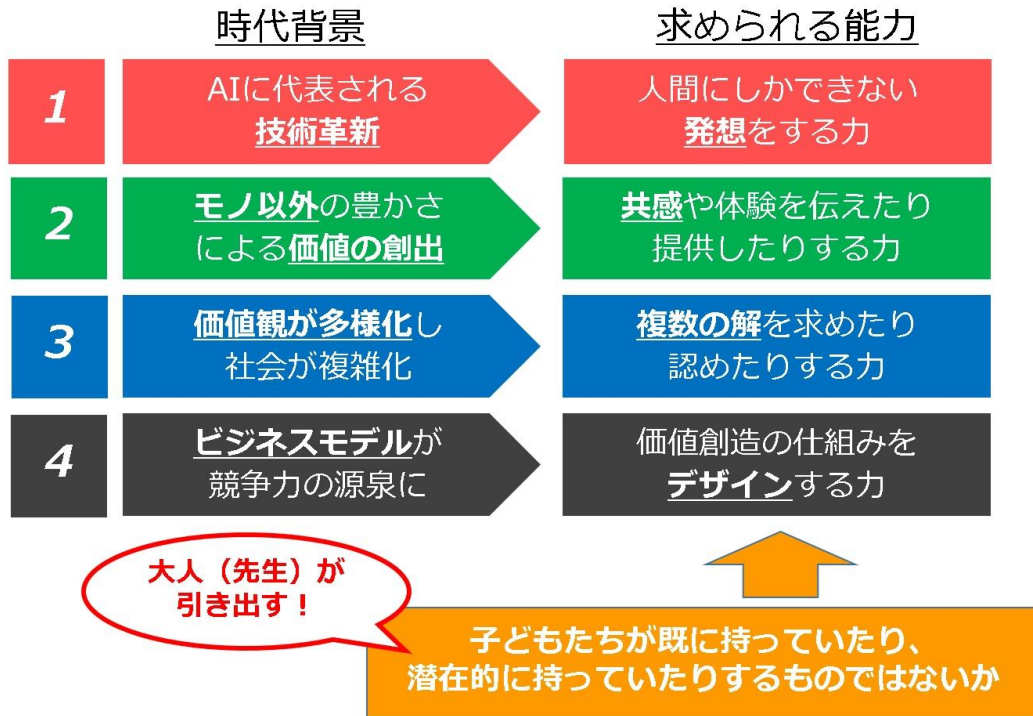 時代背景
求められる能力
1
AIに代表される
技術革新
人間にしかできない
発想をする力
2
モノ以外の豊かさ
による価値の創出
共感や体験を伝えたり
提供したりする力
3
価値観が多様化し
社会が複雑化
複数の解を求めたり
認めたりする力
4
ビジネスモデルが
競争力の源泉に
価値創造の仕組みを
デザインする力
大人（先生）が
引き出す！
子どもたちが既に持っていたり、
潜在的に持っていたりするものではないか